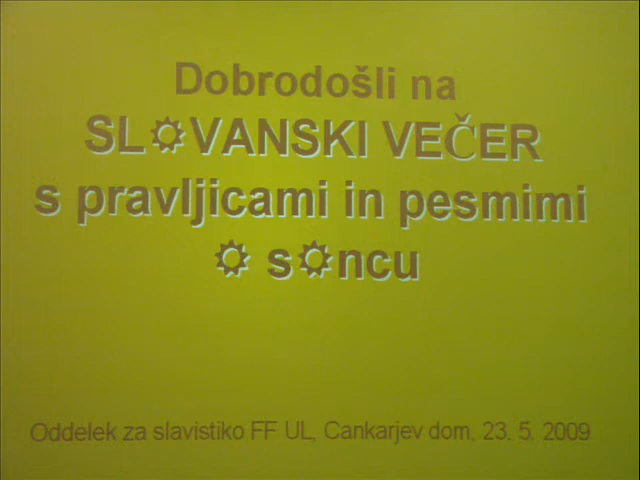 Dobrodošli na
SL☼VANSKI VEČER
s pravljicami in pesmimi
☼ s☼ncu
Oddelek za slavistiko FF UL, Cankarjev dom, 23. 5. 2009